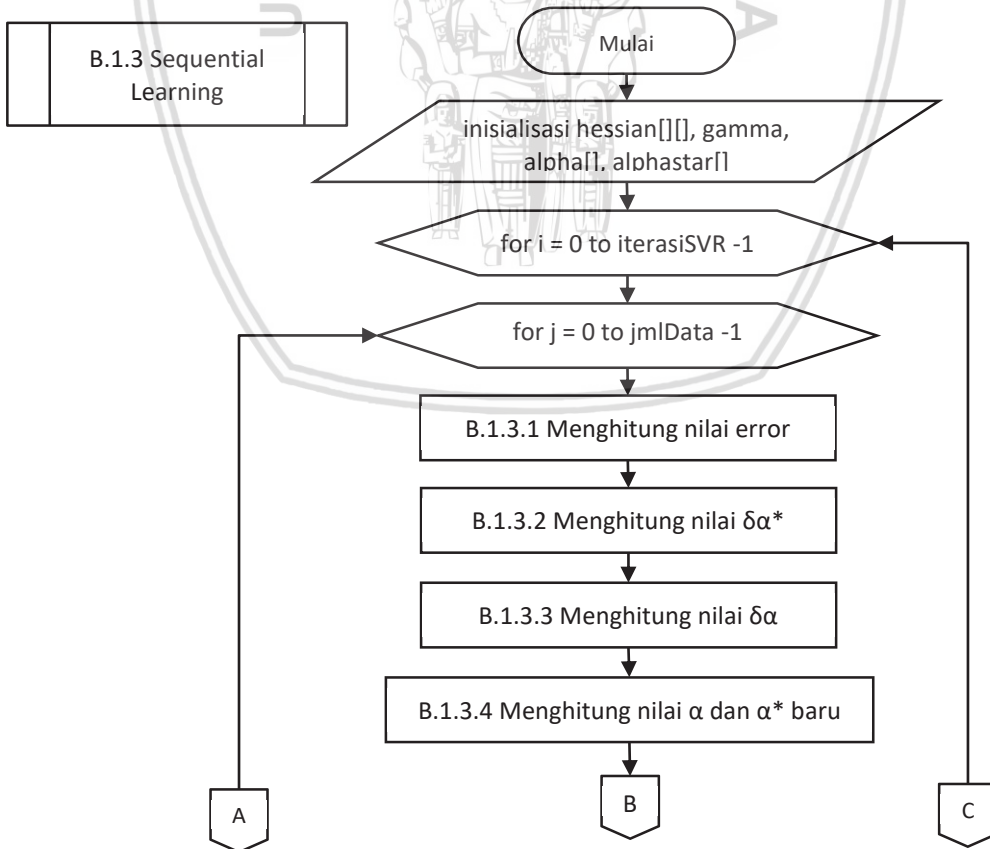 B.1.3 Sequential
Learning
Mulai
inisialisasi hessian[][], gamma,
alpha[], alphastar[]
for i = 0 to iterasiSVR -1
for j = 0 to jmlData -1
B.1.3.1 Menghitung nilai error
B.1.3.2 Menghitung nilai δα*
B.1.3.3 Menghitung nilai δα
B.1.3.4 Menghitung nilai α dan α* baru
A
B
C
U
A